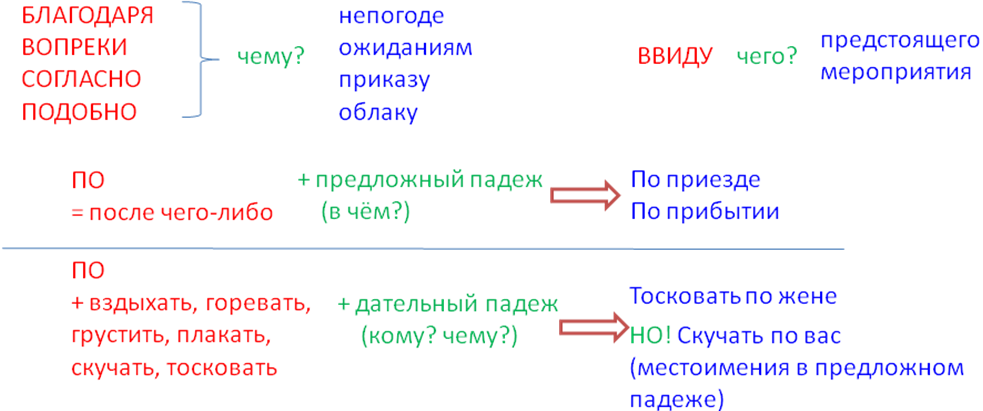 БЛАГОДАРЯ
ВОПРЕКИ
СОГЛАСНО
ПОДОБНО
чему?
непогоде
ожиданиям
приказу
облаку
ВВИДУ чего?
предстоящего
мероприятия
ПО
= после чего-либо
+ предложный падеж
(в чём?)
По приезде
По прибытии
ПО
+ вздыхать, горевать,
грустить, плакать,
скучать, тосковать
+ дательный падеж
(кому? чему?)
Тосковать по жене
НО! Скучать по вас
(местоимения в предложном
падеже)